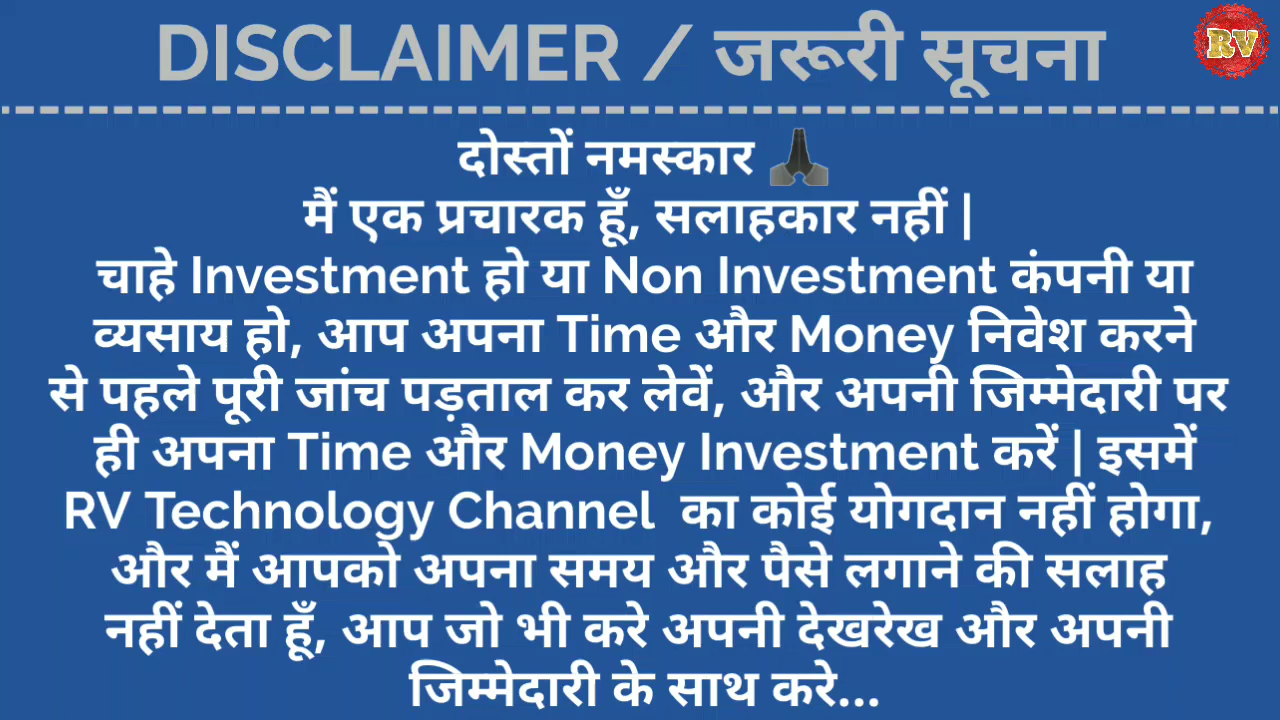 DISCLAIMER / जरूरी सूचना
RV
दोस्तों नमस्कार 🙏
मैं एक प्रचारक हूँ, सलाहकार नहीं |
चाहे Investment हो या Non Investment कंपनी या
व्यसाय हो, आप अपना Time और Money निवेश करने
से पहले पूरी जांच पड़ताल कर लेवें, और अपनी जिम्मेदारी पर
ही अपना Time और Money Investment करें | इसमें
RV Technology Channel का कोई योगदान नहीं होगा,
और मैं आपको अपना समय और पैसे लगाने की सलाह
नहीं देता हूँ, आप जो भी करे अपनी देखरेख और अपनी
जिम्मेदारी के साथ करे...